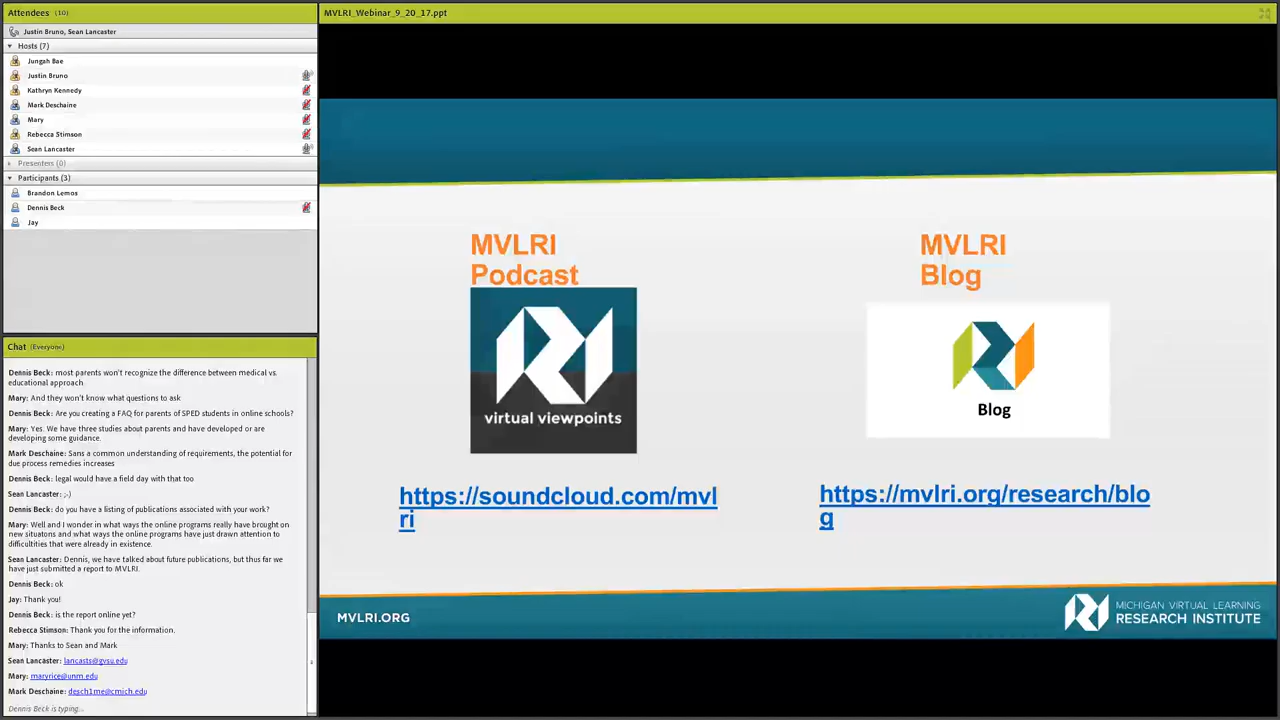 Attendees (10)
Justin Bruno, Sean Lancaster
Hosts (7)
Jungah Bae
Justin Bruno
Kathryn Kennedy
Mark Deschaine
Mary
Rebecca Stimson
Sean Lancaster
Presenters (0)
Participants (3)
Brandon Lemos
Dennis Beck
Jay
Chat (Everyone)
Dennis Beck: most parents won't recognize the difference between medical vs.
educational approach
Mary: And they won't know what questions to ask
Dennis Beck: Are you creating a FAQ for parents of SPED students in online schools?
Mary: Yes. We have three studies about parents and have developed or are
developing some guidance.
Mark Deschaine: Sans a common understanding of requirements, the potential for
due process remedies increases
Dennis Beck: legal would have a field day with that too
Sean Lancaster: ;-)
Dennis Beck: do you have a listing of publications associated with your work?
Mary: Well and I wonder in what ways the online programs really have brought on
new situatons and what ways the online programs have just drawn attention to
difficultities that were already in existence.
Sean Lancaster: Dennis, we have talked about future publications, but thus far we
have just submitted a report to MVLRI.
Dennis Beck: ok
Jay: Thank you!
Dennis Beck: is the report online yet?
Rebecca Stimson: Thank you for the information.
Mary: Thanks to Sean and Mark
Sean Lancaster: lancasts@gvsu.edu
Mary: maryrice@unm.edu
Mark Deschaine: desch1me@cmich.edu
Dennis Beck is typing...
MVLRI_Webinar_9_20_17.ppt
MVLRI
Podcast
RI
virtual viewpoints
https://soundcloud.com/mvl
ri
MVLRI
Blog
RI
Blog
https://mvlri.org/research/blo
g
MVLRI.ORG
RI
MICHIGAN VIRTUAL LEARNING
RESEARCH INSTITUTE